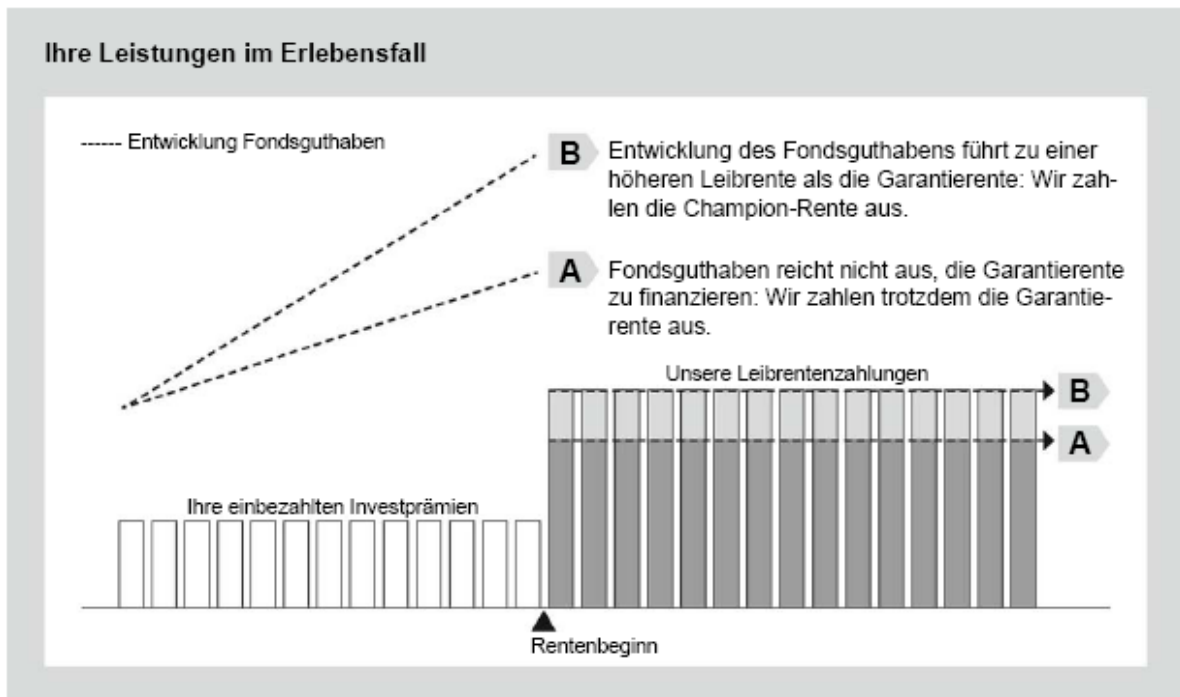 Ihre Leistungen im Erlebensfall
------ Entwicklung Fondsguthaben
B
Entwicklung des Fondsguthabens führt zu einer
höheren Leibrente als die Garantierente: Wir zah-
len die Champion-Rente aus.
A
Fondsguthaben reicht nicht aus, die Garantierente
zu finanzieren: Wir zahlen trotzdem die Garantie-
rente aus.
Unsere Leibrentenzahlungen
B
A
Ihre einbezahlten Investprämien
Rentenbeginn